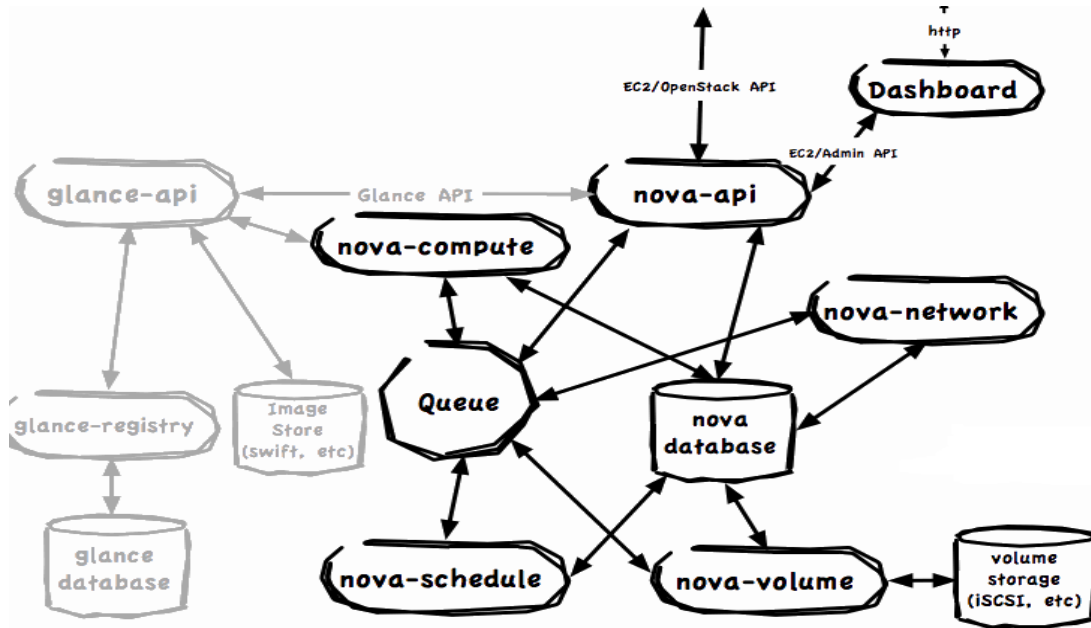 http
Dashboard
EC2/OpenStack API
EC2/Admin API
glance-api
Glance API
nova-api
nova-compute
nova-network
Queue
nova
database
glance-registry
Image
Store
(swift, etc)
glance
database
nova-schedule
nova-volume
volume
storage
(iSCSI, etc)